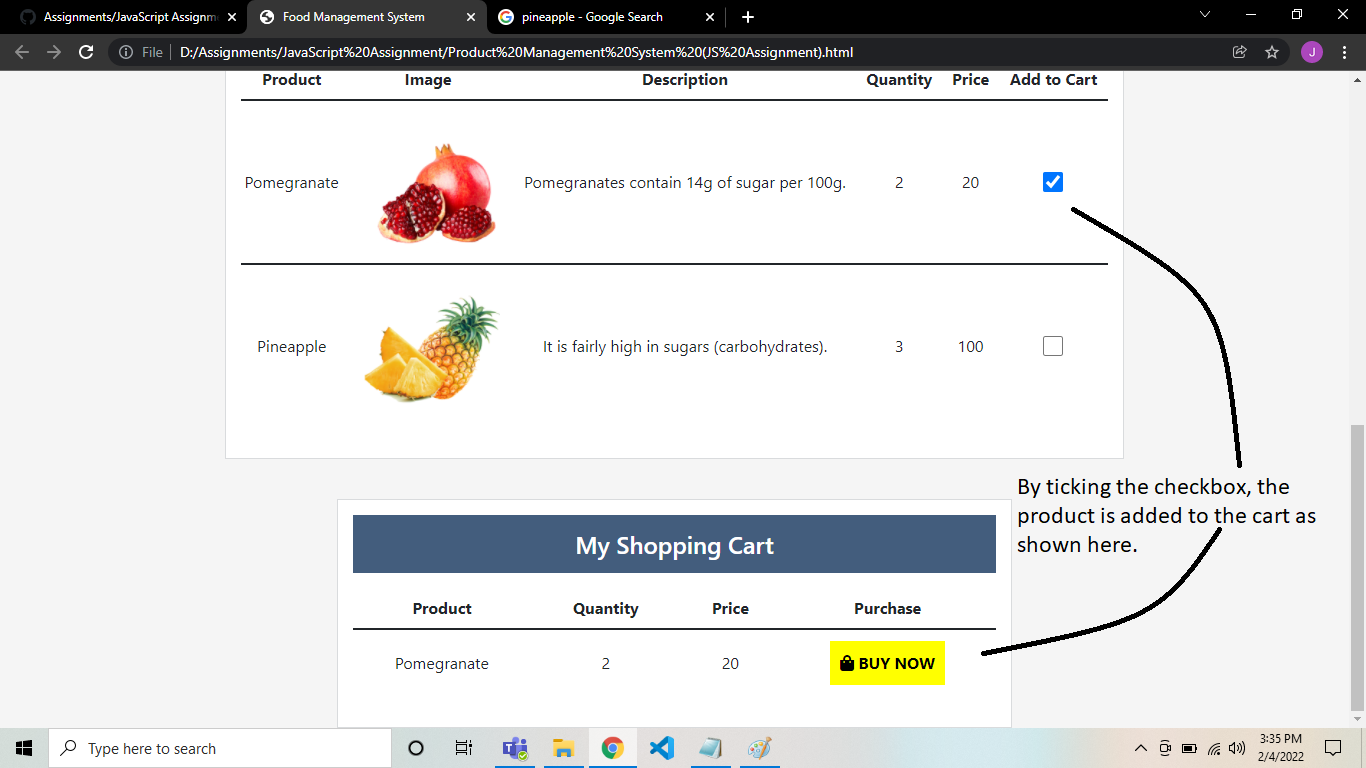 Assignments/JavaScript Assignm
Food Management System
pineapple - Google Search
File
D:/Assignments/JavaScript%20Assignment/Product%20Management%20System%20(JS%20Assignment).html
J
Product Image Description Quantity Price Add to Cart
Pomegranate Pomegranates contain 14g of sugar per 100g. 2 20
Pineapple It is fairly high in sugars (carbohydrates). 3 100
By ticking the checkbox, the
product is added to the cart as
shown here.
My Shopping Cart
Product Quantity Price Purchase
Pomegranate 2 20 BUY NOW
Type here to search
3:35 PM
2/4/2022